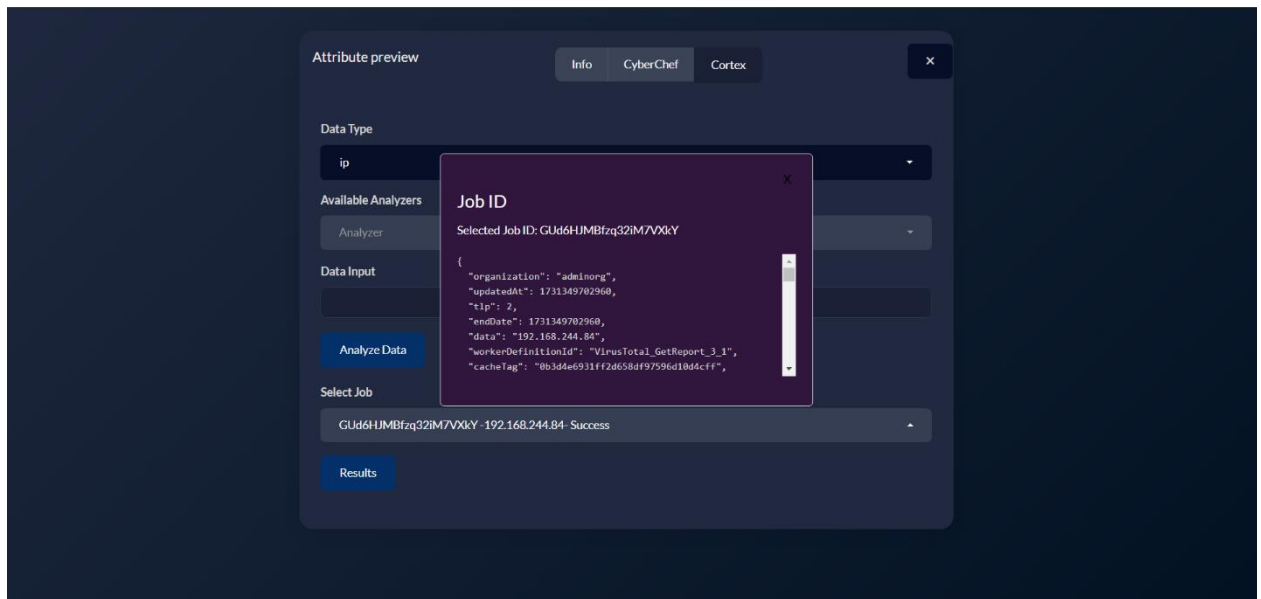 Attribute preview
Info CyberChef Cortex ×
Data Type
ip
Available Analyzers
Analyzer
Data Input
Analyze Data
Select Job
GUd6HJMBfzq32iM7VXkY -192.168.244.84- Success
Results
X
Job ID
Selected Job ID: GUd6HJMBfzq32iM7VXkY
{
"organization": "adminorg",
"updatedAt": 1731349702960,
"tlp": 2,
"endDate": 1731349702960,
"data": "192.168.244.84",
"workerDefinitionId": "VirusTotal_GetReport_3_1",
"cacheTag": "0b3d4e6931ff2d658df97596d10d4cff",